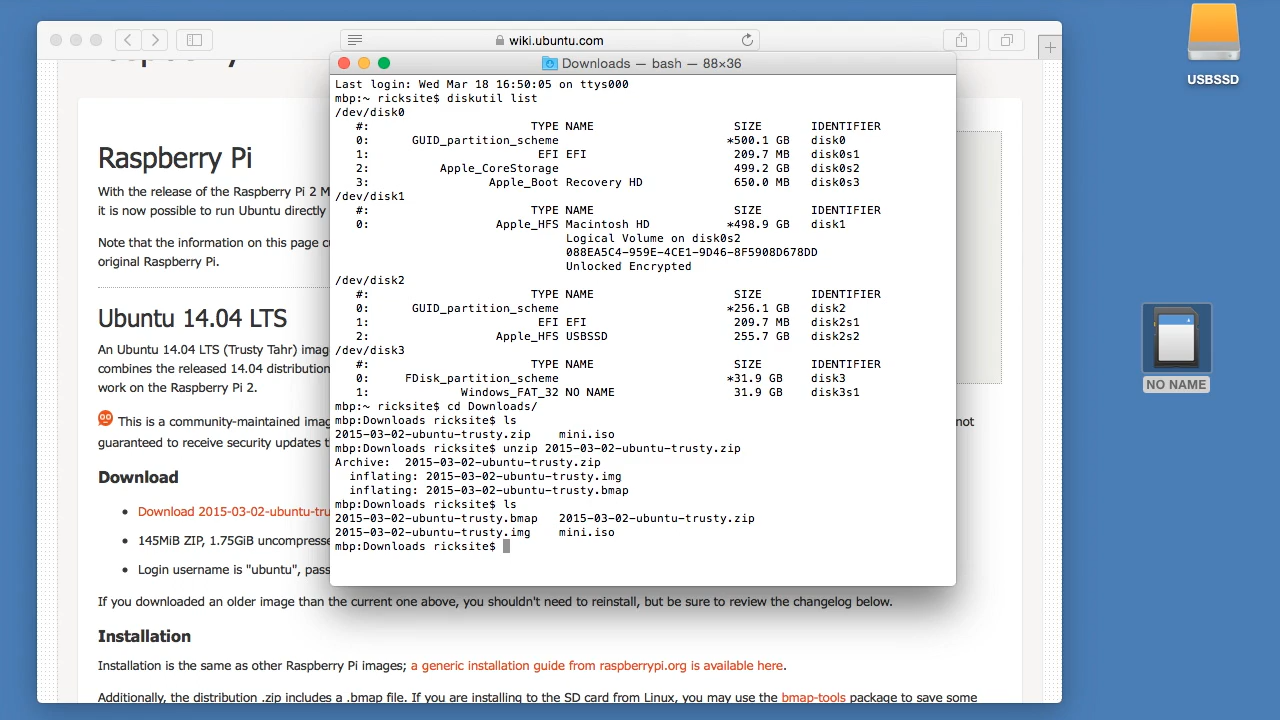 wiki.ubuntu.com
USBSSD
NO NAME
Downloads — bash — 88×36
Last login: Wed Mar 18 16:50:05 on ttys000
mbp:~ ricksite$ diskutil list
/dev/disk0
#: TYPE NAME SIZE IDENTIFIER
0: GUID_partition_scheme *500.1 GB disk0
1: EFI EFI 209.7 MB disk0s1
2: Apple_CoreStorage 499.2 GB disk0s2
3: Apple_Boot Recovery HD 650.0 MB disk0s3
/dev/disk1
#: TYPE NAME SIZE IDENTIFIER
0: Apple_HFS Macintosh HD *498.9 GB disk1
Logical Volume on disk0s2
088EA5C4-959E-4CE1-9D46-8F5908D678DD
Unlocked Encrypted
/dev/disk2
#: TYPE NAME SIZE IDENTIFIER
0: GUID_partition_scheme *256.1 GB disk2
1: EFI EFI 209.7 MB disk2s1
2: Apple_HFS USBSSD 255.7 GB disk2s2
/dev/disk3
#: TYPE NAME SIZE IDENTIFIER
0: FDisk_partition_scheme *31.9 GB disk3
1: Windows_FAT_32 NO NAME 31.9 GB disk3s1
mbp:~ ricksite$ cd Downloads/
mbp:Downloads ricksite$ ls
2015-03-02-ubuntu-trusty.zip mini.iso
mbp:Downloads ricksite$ unzip 2015-03-02-ubuntu-trusty.zip
Archive: 2015-03-02-ubuntu-trusty.zip
inflating: 2015-03-02-ubuntu-trusty.img
inflating: 2015-03-02-ubuntu-trusty.bmap
mbp:Downloads ricksite$ ls
2015-03-02-ubuntu-trusty.bmap 2015-03-02-ubuntu-trusty.zip
2015-03-02-ubuntu-trusty.img mini.iso
mbp:Downloads ricksite$
Raspberry Pi
With the release of the Raspberry Pi 2 M
it is now possible to run Ubuntu directly
Note that the information on this page
original Raspberry Pi.
Ubuntu 14.04 LTS
An Ubuntu 14.04 LTS (Trusty Tahr) imag
combines the released 14.04 distribution
work on the Raspberry Pi 2.
This is a community-maintained imag not
guaranteed to receive security updates t
Download
Download 2015-03-02-ubuntu-tru
145MiB ZIP, 1.75GiB uncompresse
Login username is "ubuntu", pass
If you downloaded an older image than the current one above, you shouldn't need to reinstall, but be sure to review the changelog below.
Installation
Installation is the same as other Raspberry Pi images; a generic installation guide from raspberrypi.org is available here.
Additionally, the distribution .zip includes a .bmap file. If you are installing to the SD card from Linux, you may use the bmap-tools package to save some